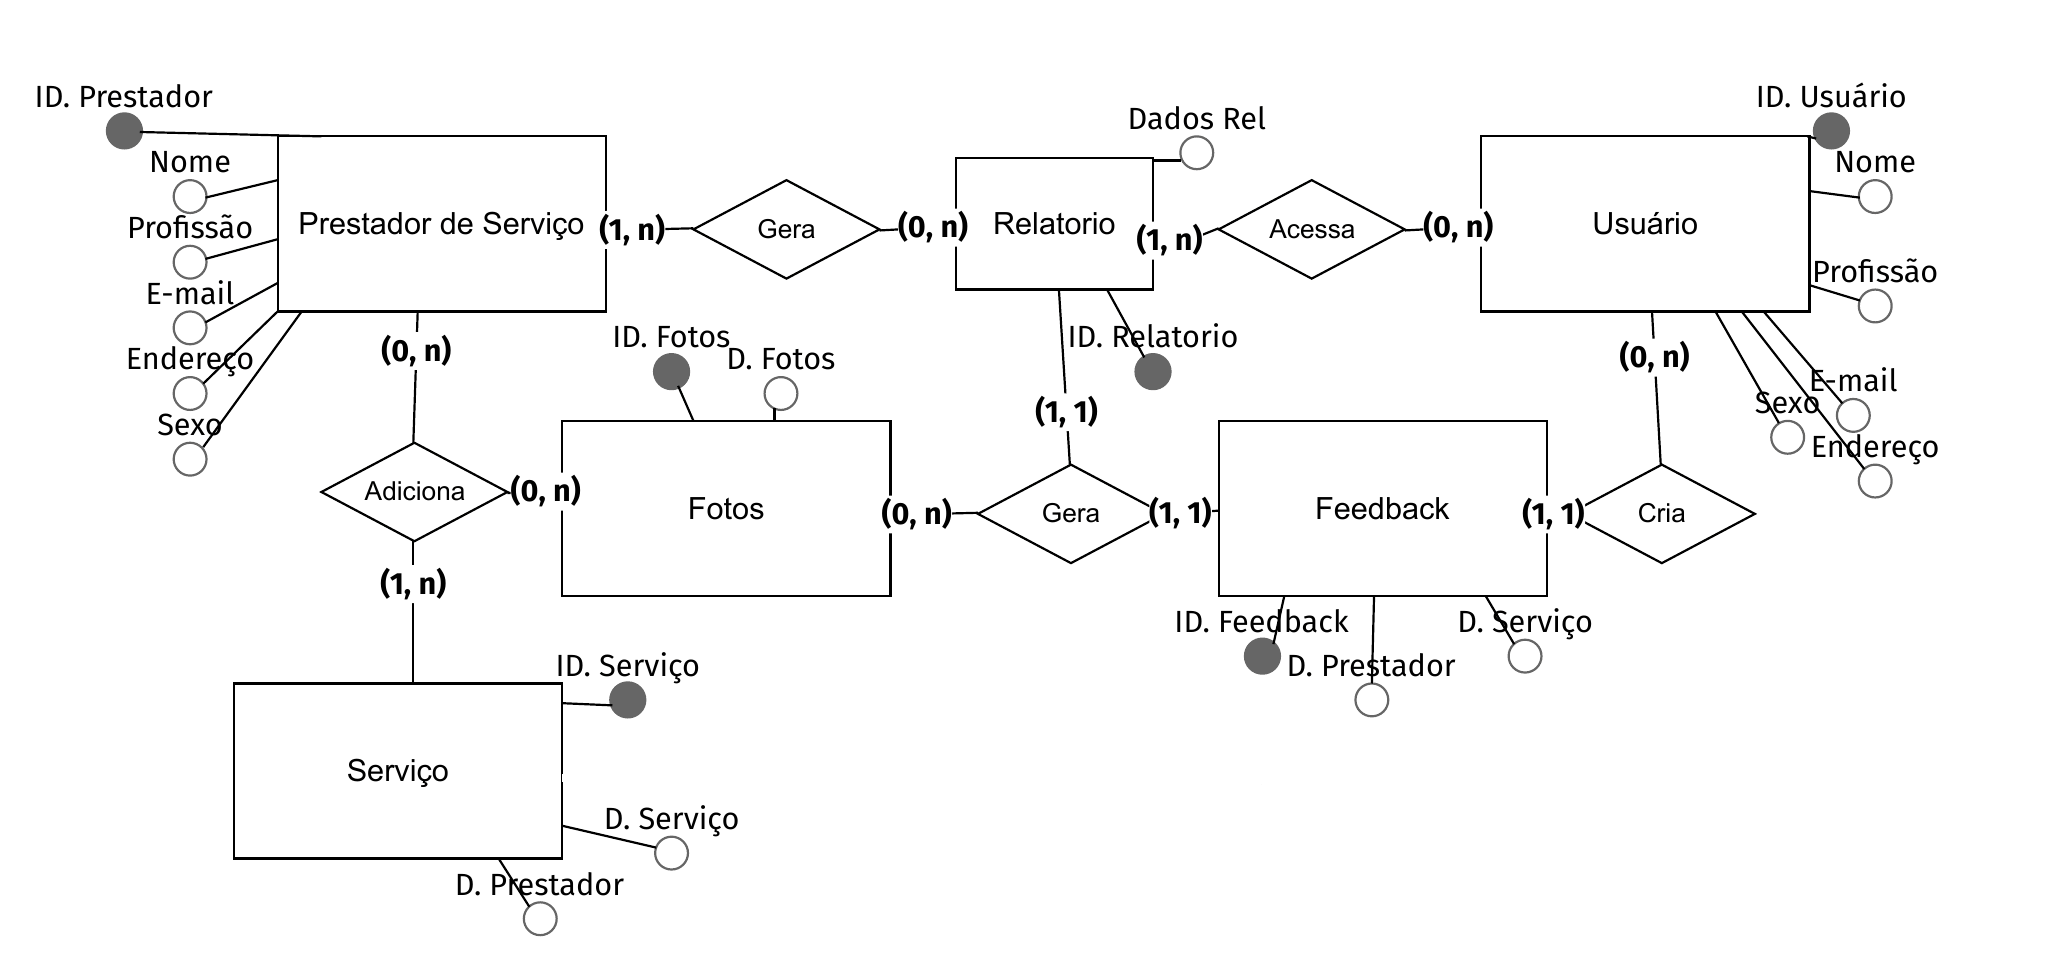 ID. Prestador
ID. Usuário
Dados Rel
Nome
Nome
Profissão
Prestador de Serviço
(1, n)
Gera
(0, n)
Relatorio
(1, n)
Acessa
(0, n)
Usuário
E-mail
Profissão
Endereço
(0, n)
ID. Fotos
D. Fotos
ID. Relatorio
(0, n)
Sexo
(1, 1)
E-mail
Sexo
Endereço
Adiciona
(0, n)
Fotos
(0, n)
Gera
(1, 1)
Feedback
(1, 1)
Cria
(1, n)
ID. Feedback
D. Serviço
D. Prestador
ID. Serviço
Serviço
D. Serviço
D. Prestador